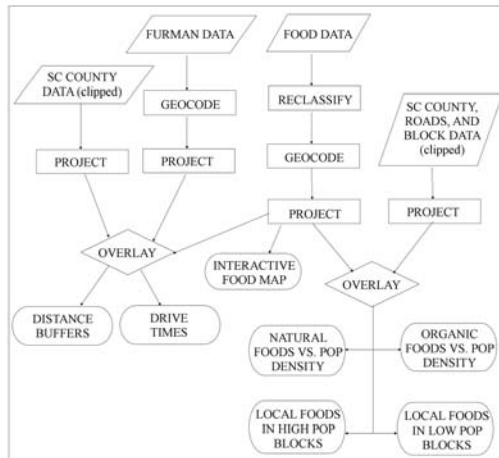 FURMAN DATA
FOOD DATA
SC COUNTY
DATA (clipped)
GEOCODE
RECLASSIFY
SC COUNTY,
ROADS, AND
BLOCK DATA
(clipped)
PROJECT
PROJECT
GEOCODE
PROJECT
PROJECT
OVERLAY
INTERACTIVE
FOOD MAP
OVERLAY
DISTANCE
BUFFERS
DRIVE
TIMES
NATURAL
FOODS VS. POP
DENSITY
ORGANIC
FOODS VS. POP
DENSITY
LOCAL FOODS
IN HIGH POP
BLOCKS
LOCAL FOODS
IN LOW POP
BLOCKS